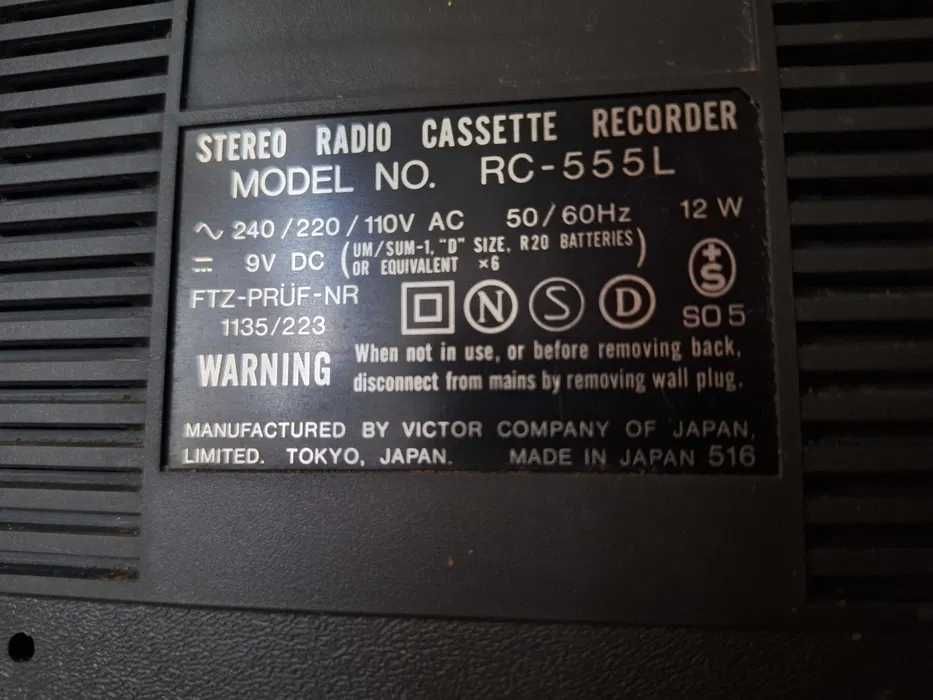 STEREO RADIO CASSETTE RECORDER
MODEL NO. RC-555L
∿ 240/220/110V AC 50/60Hz 12 W
⎓ 9V DC (UM/SUM-1, "D" SIZE, R20 BATTERIES
OR EQUIVALENT ×6)
FTZ-PRÜF-NR
1135/223
N S D
+S
SO 5
WARNING When not in use, or before removing back,
disconnect from mains by removing wall plug.
MANUFACTURED BY VICTOR COMPANY OF JAPAN,
LIMITED. TOKYO, JAPAN. MADE IN JAPAN 516